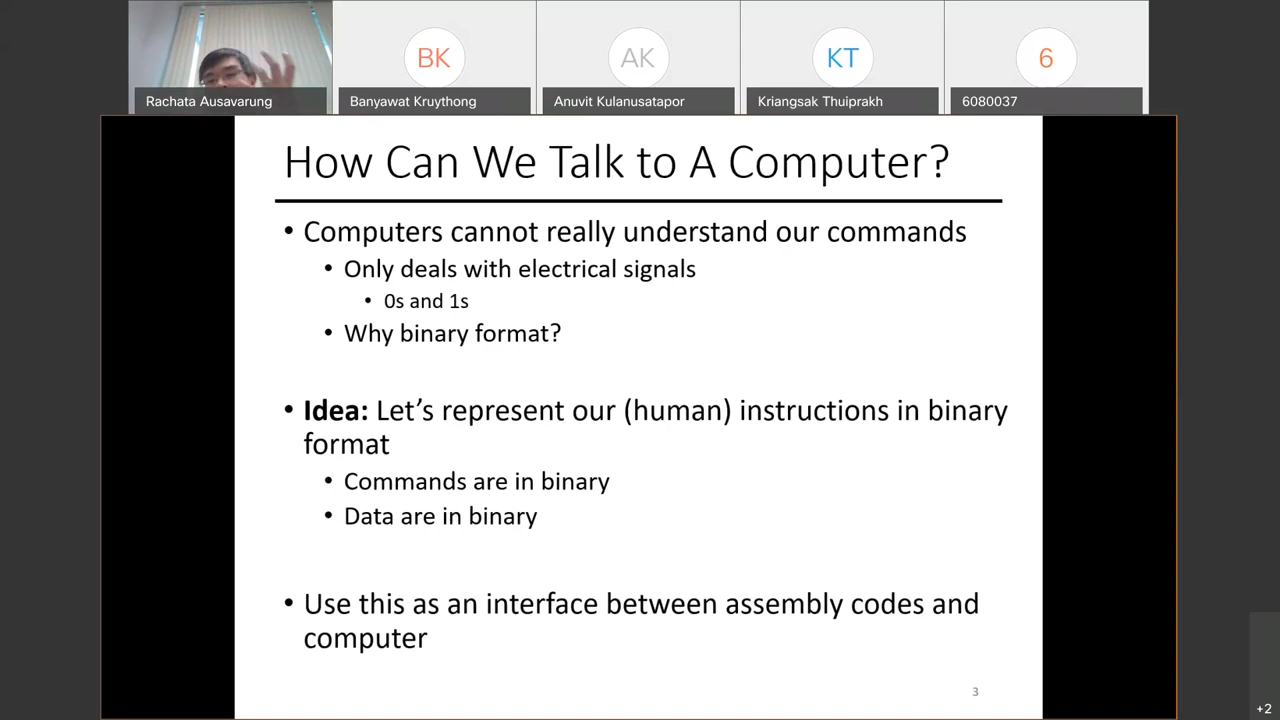 BK
AK
KT
6
Rachata Ausavarung
Banyawat Kruythong
Anuvit Kulanusatapor
Kriangsak Thuiprakh
6080037
How Can We Talk to A Computer?
• Computers cannot really understand our commands
• Only deals with electrical signals
• 0s and 1s
• Why binary format?
• Idea: Let's represent our (human) instructions in binary
format
• Commands are in binary
• Data are in binary
• Use this as an interface between assembly codes and
computer
3
+2